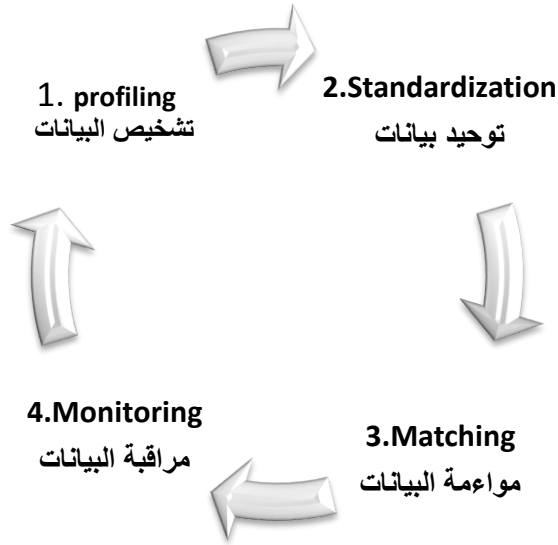 1. profiling
تشخيص البيانات
2.Standardization
توحيد بيانات
3.Matching
مواءمة البيانات
4.Monitoring
مراقبة البيانات